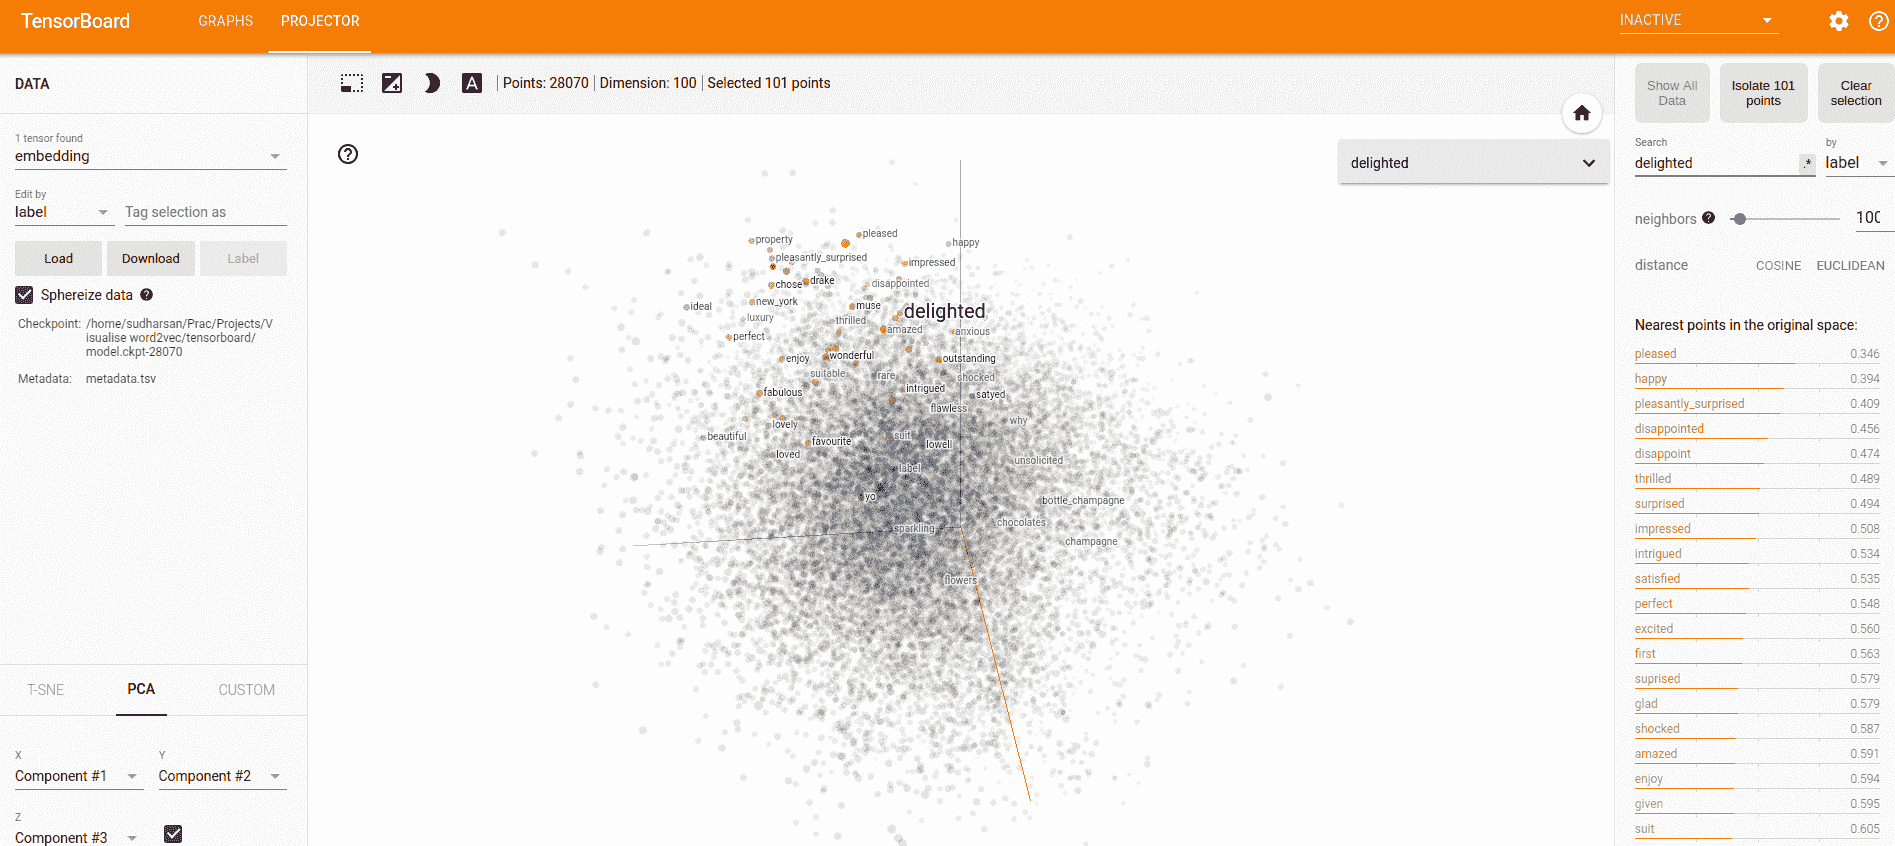 TensorBoard
GRAPHS
PROJECTOR
INACTIVE
DATA
1 tensor found
embedding
Edit by
label
Tag selection as
Load
Download
Label
Sphereize data
Checkpoint: /home/sudharsan/Prac/Projects/V
isualise word2vec/tensorboard/
model.ckpt-28070
Metadata: metadata.tsv
T-SNE
PCA
CUSTOM
X
Component #1
Y
Component #2
Z
Component #3
A
Points: 28070 | Dimension: 100 | Selected 101 points
delighted
property
pleased
happy
pleasantly_surprised
impressed
chose
drake
disappointed
ideal
new_york
muse
delighted
luxury
thrilled
amazed
anxious
perfect
enjoy
wonderful
outstanding
suitable
rare
shocked
fabulous
intrigued
satyed
flawless
lovely
why
beautiful
favourite
suit
lowell
loved
label
unsolicited
yo
bottle_champagne
sparkling
chocolates
champagne
flowers
Show All
Data
Isolate 101
points
Clear
selection
Search
delighted
.*
by
label
neighbors
100
distance
COSINE
EUCLIDEAN
Nearest points in the original space:
pleased 0.346
happy 0.394
pleasantly_surprised 0.409
disappointed 0.456
disappoint 0.474
thrilled 0.489
surprised 0.494
impressed 0.508
intrigued 0.534
satisfied 0.535
perfect 0.548
excited 0.560
first 0.563
suprised 0.579
glad 0.579
shocked 0.587
amazed 0.591
enjoy 0.594
given 0.595
suit 0.605